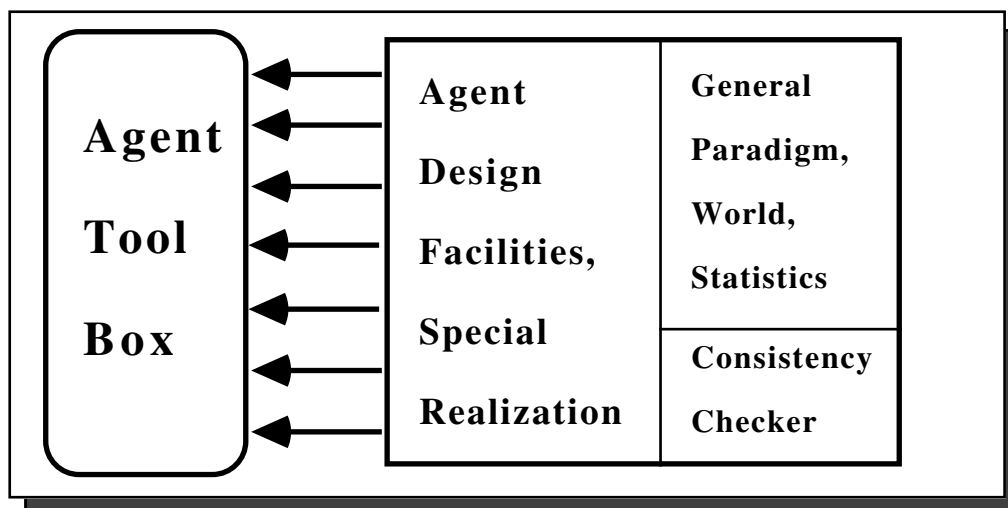 Agent
Tool
Box
Agent
Design
Facilities,
Special
Realization
General
Paradigm,
World,
Statistics
Consistency
Checker